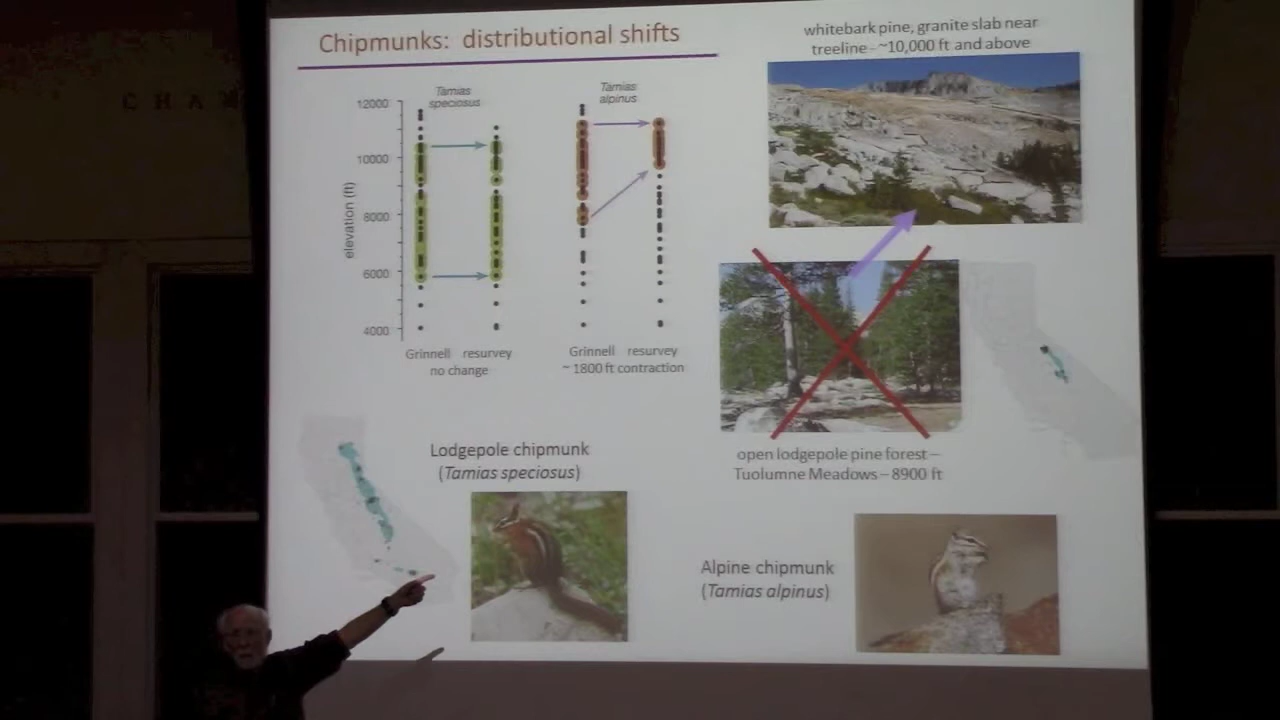 Chipmunks: distributional shifts
whitebark pine, granite slab near
treeline - ~10,000 ft and above
Tamias
speciosus
Tamias
alpinus
elevation (ft)
12000
10000
8000
6000
4000
Grinnell resurvey
no change
Grinnell resurvey
~ 1800 ft contraction
open lodgepole pine forest –
Tuolumne Meadows – 8900 ft
Lodgepole chipmunk
(Tamias speciosus)
Alpine chipmunk
(Tamias alpinus)